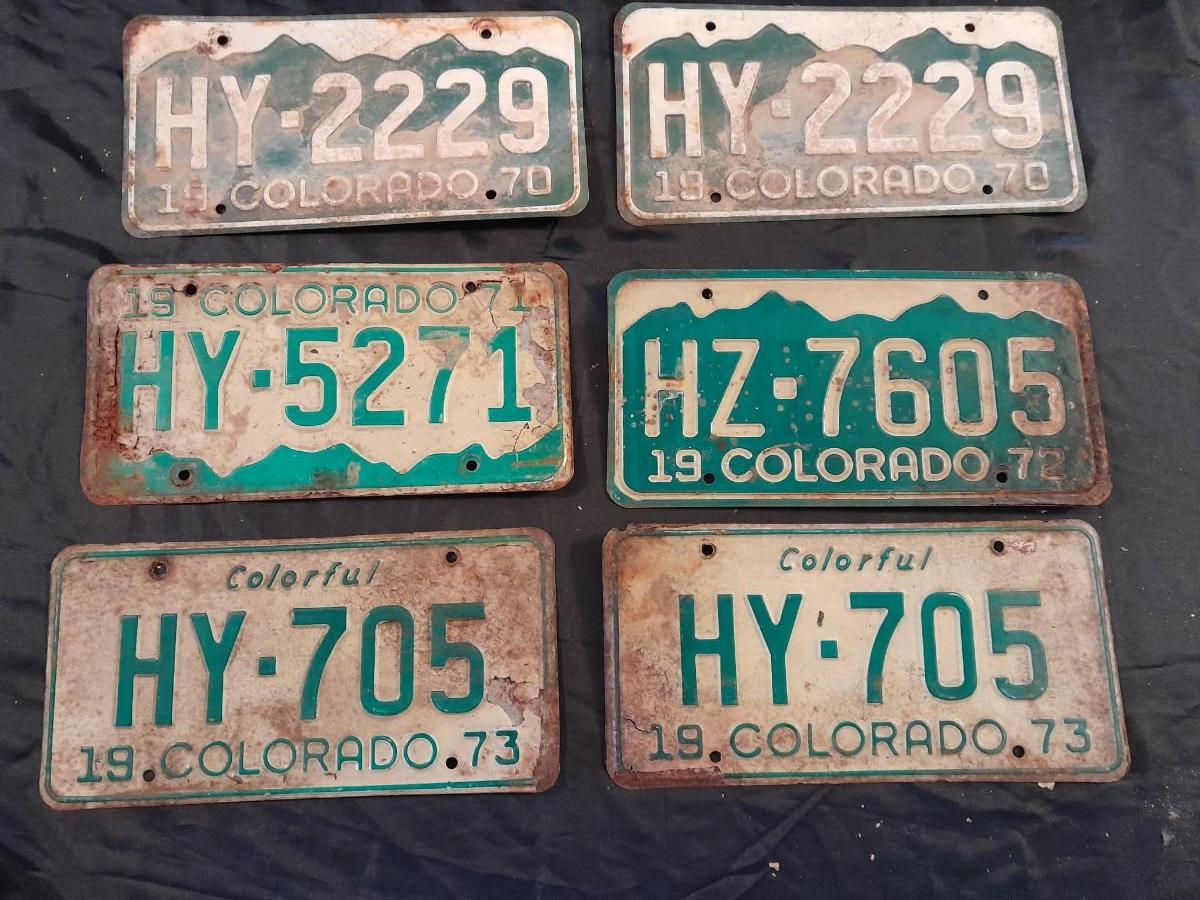 HY·2229
19 COLORADO 70
HY·2229
19 COLORADO 70
19 COLORADO 71
HY·5271
HZ·7605
19 COLORADO 72
Colorful
HY·705
19 COLORADO 73
Colorful
HY·705
19 COLORADO 73